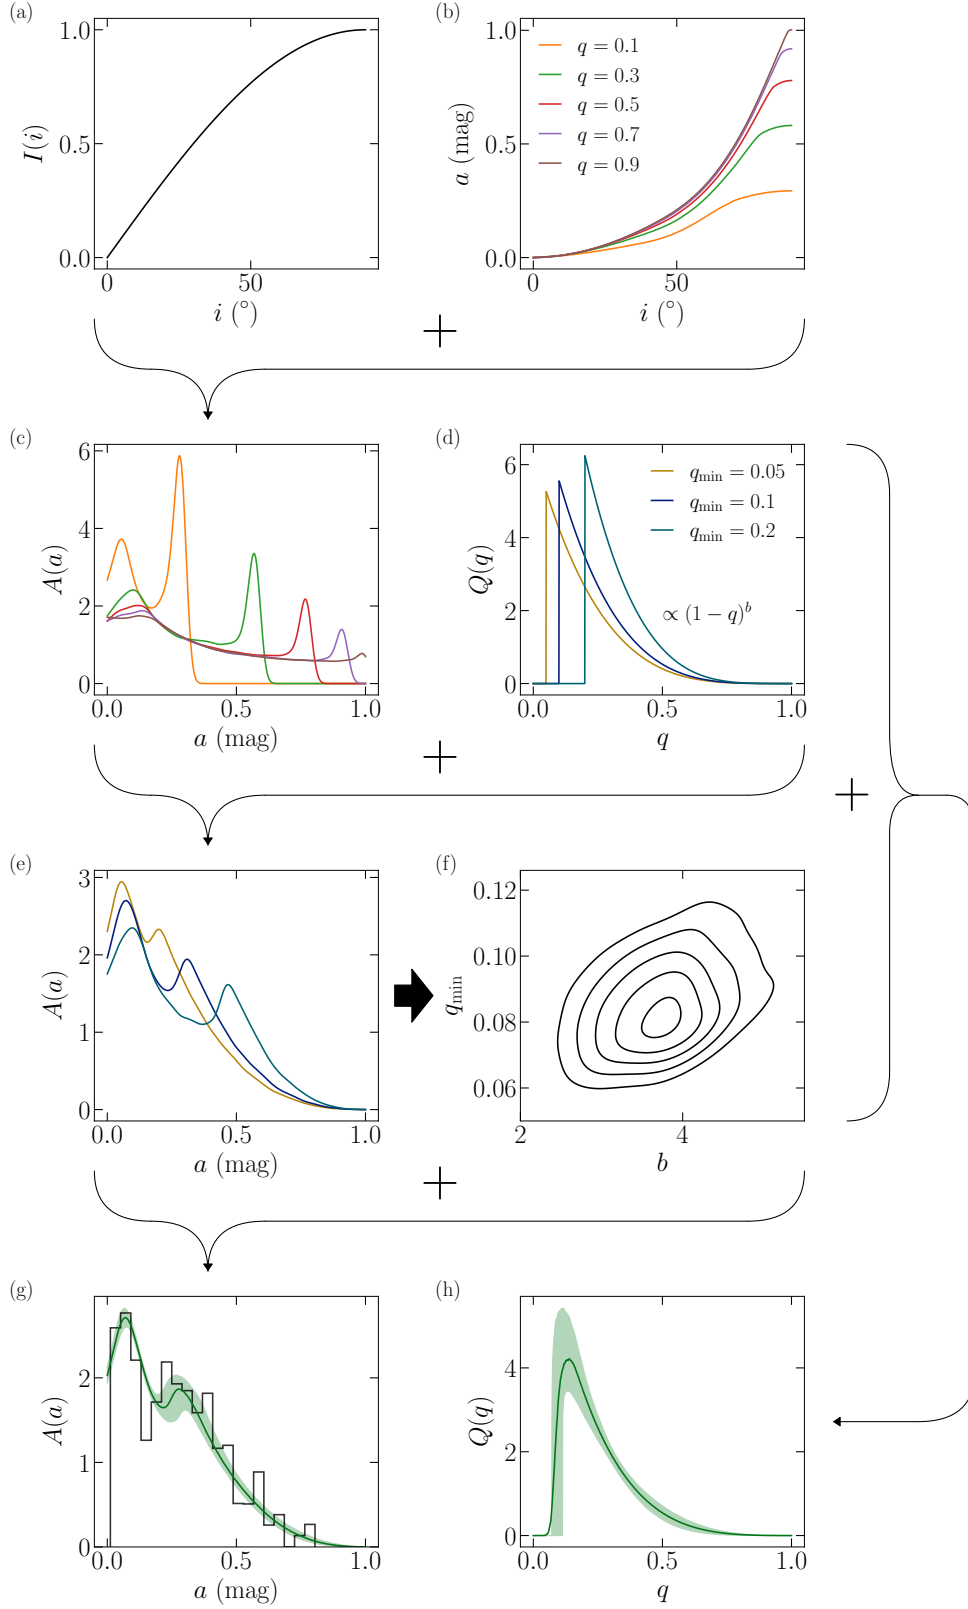 (a)
1.0
0.5
0.0
I(i)
0
50
i (°)
(b)
1.0
0.5
0.0
a (mag)
q = 0.1
q = 0.3
q = 0.5
q = 0.7
q = 0.9
0
50
i (°)
+
(c)
6
4
2
0
A(a)
0.0
0.5
1.0
a (mag)
(d)
6
4
2
0
Q(q)
q_min = 0.05
q_min = 0.1
q_min = 0.2
∝ (1 − q)^b
0.0
0.5
1.0
q
+
+
(e)
3
2
1
0
A(a)
0.0
0.5
1.0
a (mag)
(f)
0.12
0.10
0.08
0.06
q_min
2
4
b
+
(g)
2
1
0
A(a)
0.0
0.5
1.0
a (mag)
(h)
4
2
0
Q(q)
0.0
0.5
1.0
q